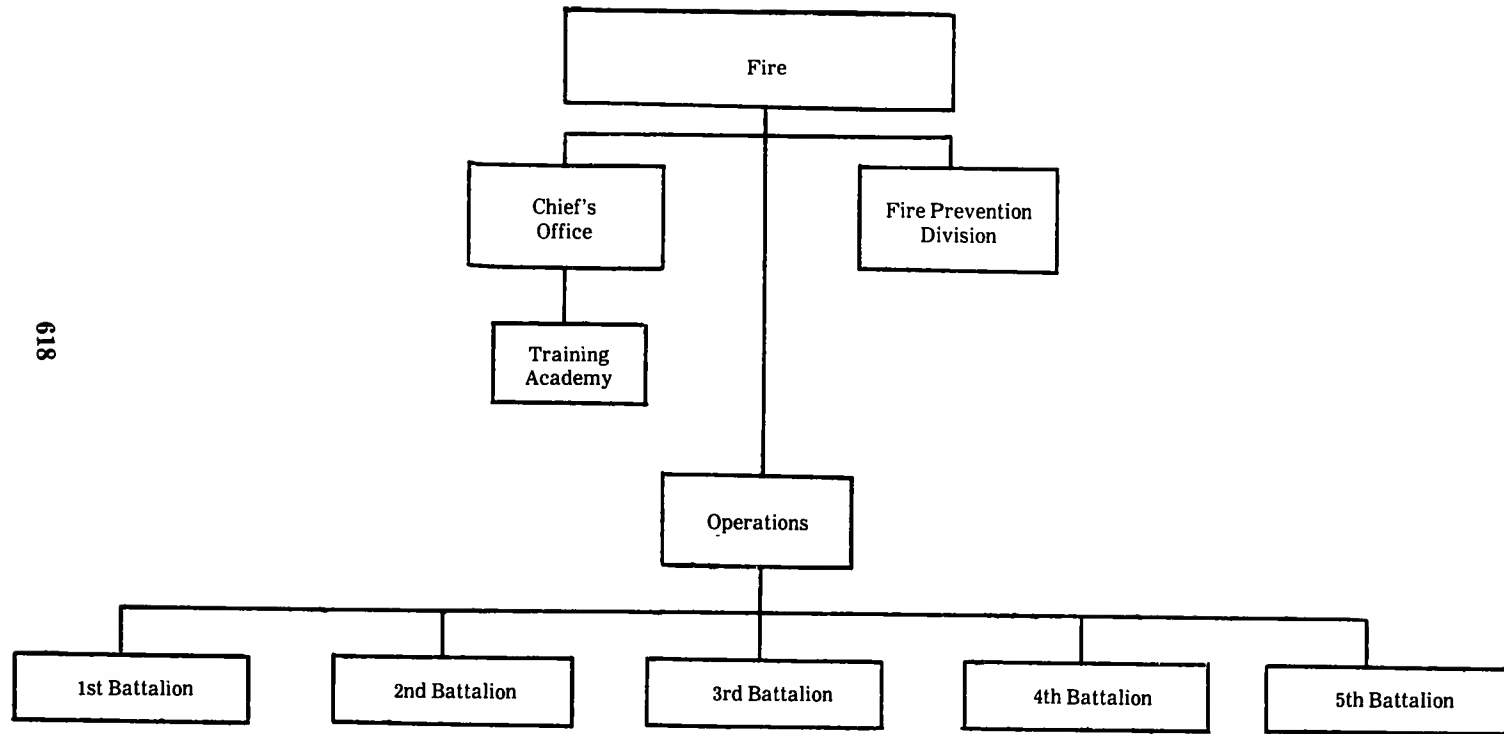 Fire
Chief's
Office
Fire Prevention
Division
Training
Academy
618
Operations
1st Battalion
2nd Battalion
3rd Battalion
4th Battalion
5th Battalion